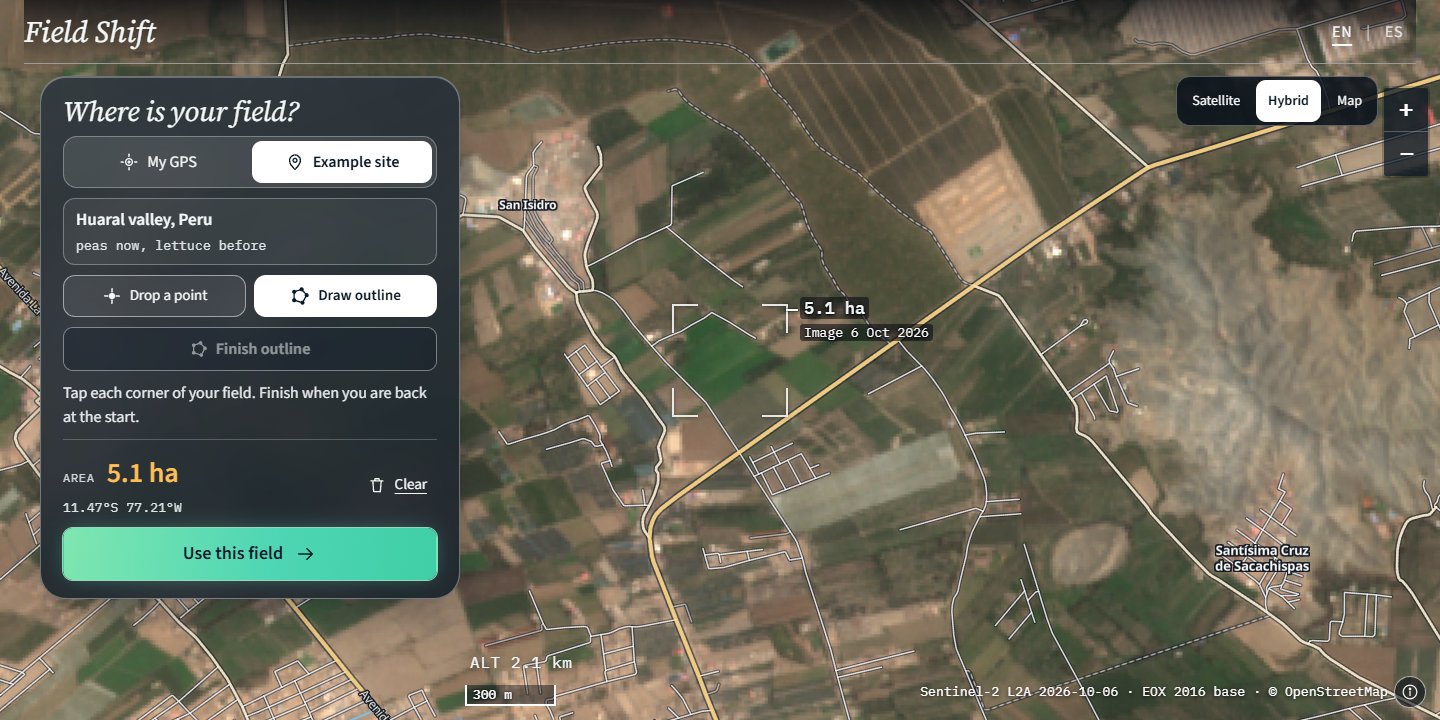 Field Shift
EN | ES
Where is your field?
My GPS
Example site
Huaral valley, Peru
peas now, lettuce before
Drop a point
Draw outline
Finish outline
Tap each corner of your field. Finish when you are back
at the start.
AREA 5.1 ha
Clear
11.47°S 77.21°W
Use this field →
Satellite
Hybrid
Map
+
−
San Isidro
5.1 ha
Image 6 Oct 2026
Santísima Cruz
de Sacachispas
Avenida La
Avenid
ALT 2.1 km
300 m
Sentinel-2 L2A 2026-10-06 · EOX 2016 base · © OpenStreetMap